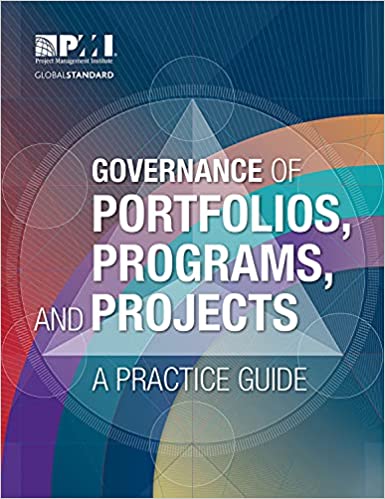 PMI
Project Management Institute
GLOBALSTANDARD
GOVERNANCE OF
PORTFOLIOS,
PROGRAMS,
AND PROJECTS
A PRACTICE GUIDE